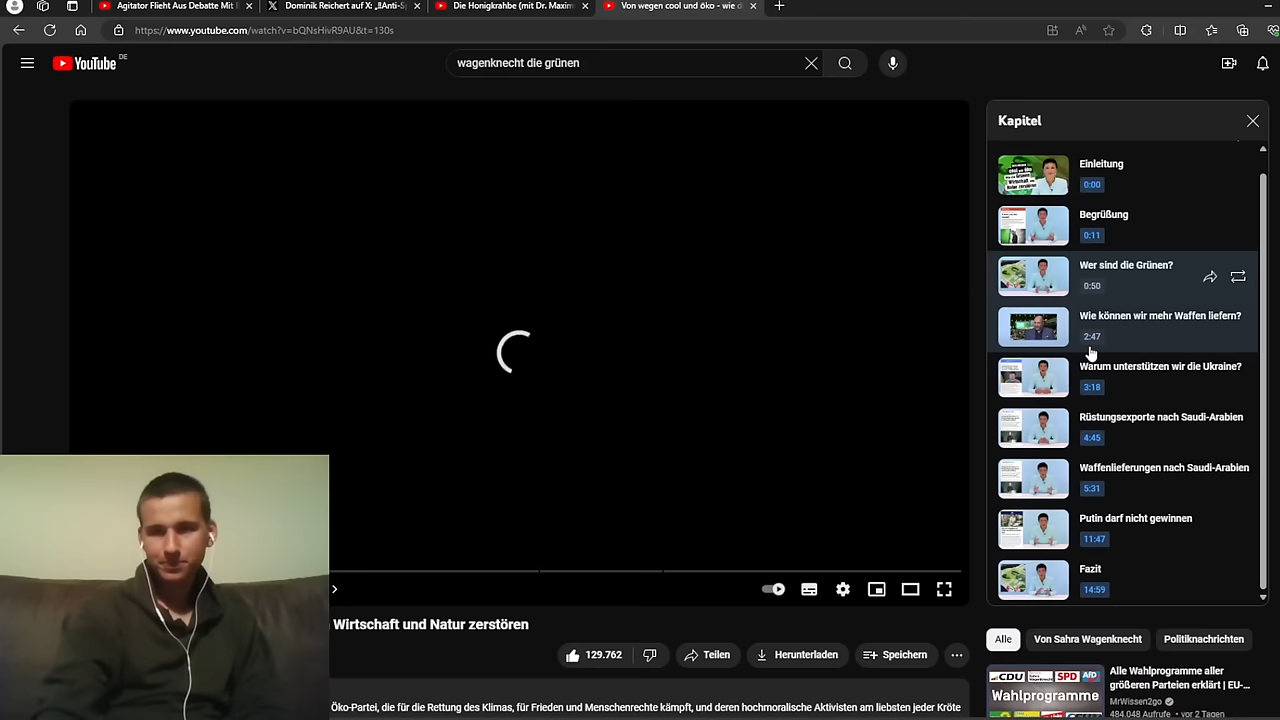 Agitator Flieht Aus Debatte Mit
Dominik Reichert auf X: „‼️Anti-S
Die Honigkrahbe (mit Dr. Maxim
Von wegen cool und öko - wie d
https://www.youtube.com/watch?v=bQNsHivR9AU&t=130s
YouTube DE
wagenknecht die grünen
Kapitel
Einleitung
0:00
Begrüßung
0:11
Wer sind die Grünen?
0:50
Wie können wir mehr Waffen liefern?
2:47
Warum unterstützen wir die Ukraine?
3:18
Rüstungsexporte nach Saudi-Arabien
4:45
Waffenlieferungen nach Saudi-Arabien
5:31
Putin darf nicht gewinnen
11:47
Fazit
14:59
Wirtschaft und Natur zerstören
129.762
Teilen
Herunterladen
Speichern
Öko-Partei, die für die Rettung des Klimas, für Frieden und Menschenrechte kämpft, und deren hochmoralische Aktivisten am liebsten jeder Kröte
Alle
Von Sahra Wagenknecht
Politiknachrichten
CDU SPD AfD
Wahlprogramme
Alle Wahlprogramme aller
größeren Parteien erklärt | EU-...
MrWissen2go
484.048 Aufrufe • vor 2 Tagen